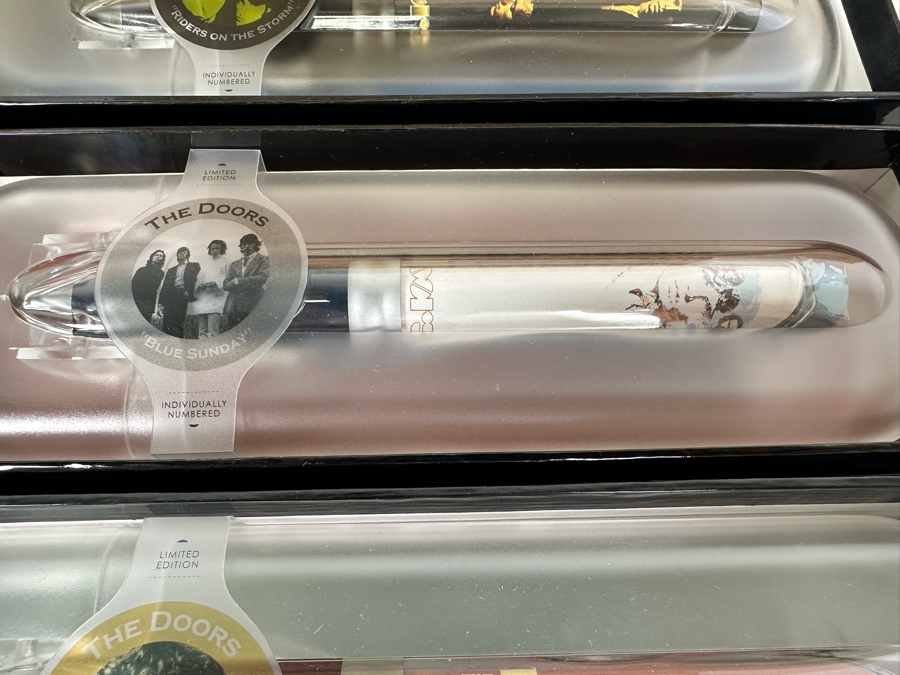 "RIDERS ON THE STORM"
INDIVIDUALLY
NUMBERED
LIMITED
EDITION
THE DOORS
"BLUE SUNDAY"
INDIVIDUALLY
NUMBERED
LIMITED
EDITION
THE DOORS